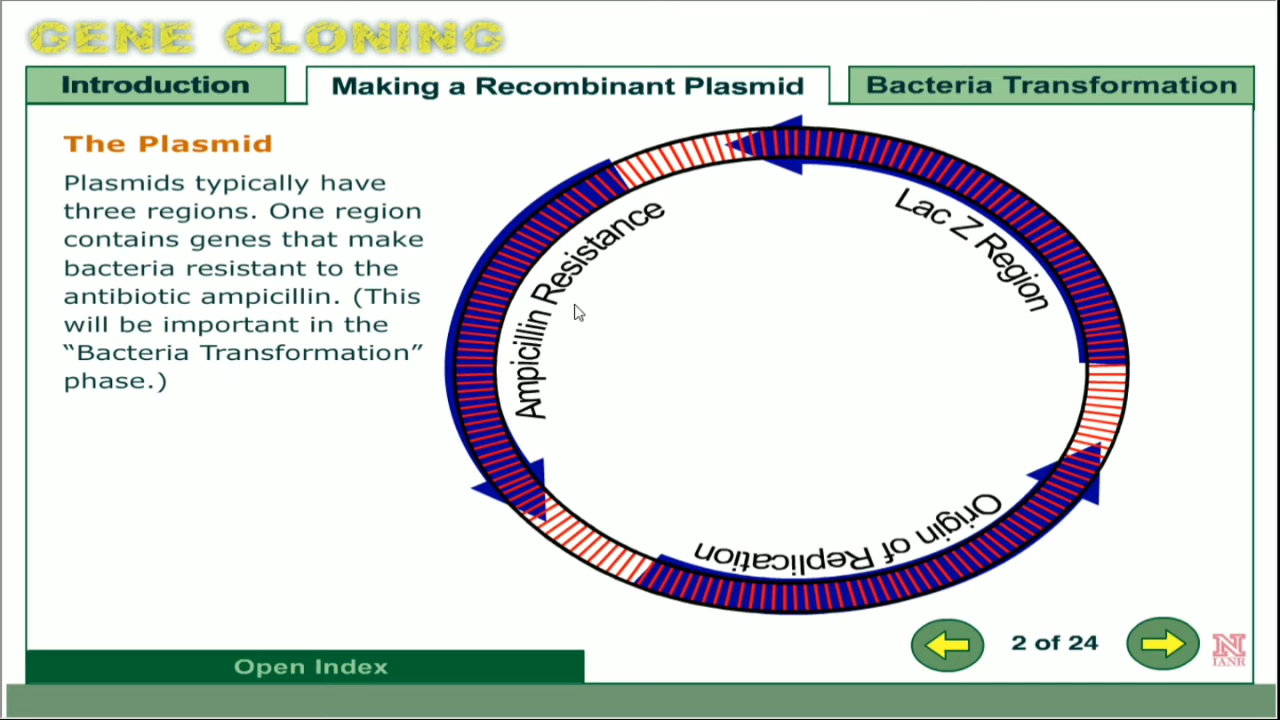 GENE CLONING
Introduction
Making a Recombinant Plasmid
Bacteria Transformation
The Plasmid
Plasmids typically have
three regions. One region
contains genes that make
bacteria resistant to the
antibiotic ampicillin. (This
will be important in the
“Bacteria Transformation”
phase.)
Ampicillin Resistance
Lac Z Region
Origin of Replication
2 of 24
N
IANR
Open Index